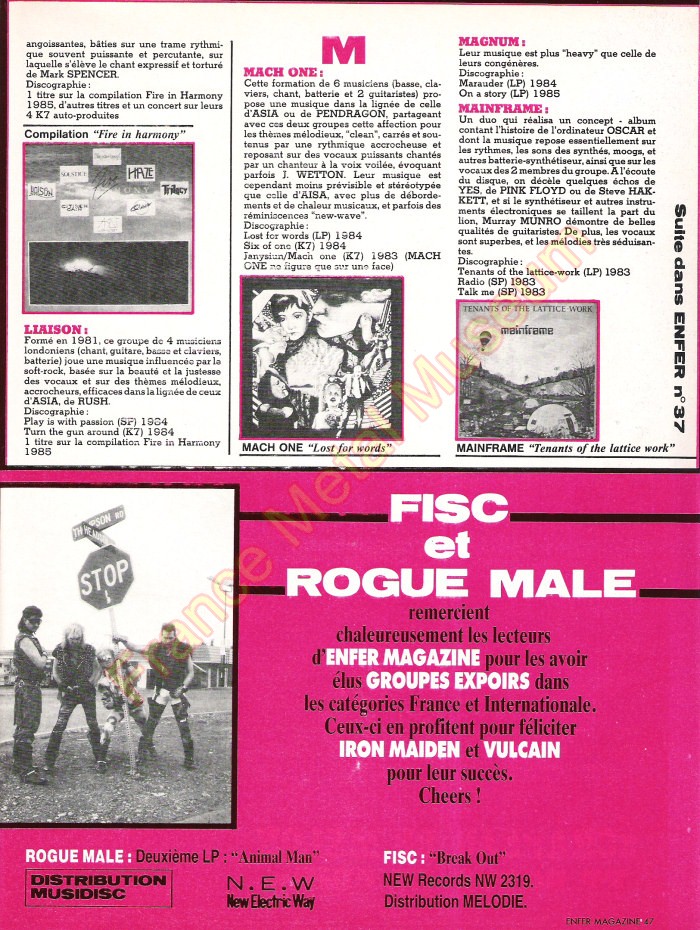 angoissantes, bâties sur une trame rythmi-
que souvent puissante et percutante, sur
laquelle s'élève le chant expressif et torturé
de Mark SPENCER.
Discographie :
1 titre sur la compilation Fire in Harmony
1985, d'autres titres et un concert sur leurs
4 K7 auto-produites
Compilation "Fire in harmony"
SOLSTICE
HAZE
LIAISON
TRILOGY
LIAISON :
Formé en 1981, ce groupe de 4 musiciens
londoniens (chant, guitare, basse et claviers,
batterie) joue une musique influencée par le
soft-rock, basée sur la beauté et la justesse
des vocaux et sur des thèmes mélodieux,
accrocheurs, efficaces dans la lignée de ceux
d'ASIA, de RUSH.
Discographie :
Play is with passion (SP) 1984
Turn the gun around (K7) 1984
1 titre sur la compilation Fire in Harmony
1985
M
MACH ONE :
Cette formation de 6 musiciens (basse, cla-
viers, chant, batterie et 2 guitaristes) pro-
pose une musique dans la lignée de celle
d'ASIA ou de PENDRAGON, partageant
avec ces deux groupes cette affection pour
les thèmes mélodieux, "clean", carrés et sou-
tenus par une rythmique accrocheuse et
reposant sur des vocaux puissants chantés
par un chanteur à la voix voilée, évoquant
parfois J. WETTON. Leur musique est
cependant moins prévisible et stéréotypée
que celle d'AISA, avec plus de déborde-
ments et de chaleur musicaux, et parfois des
réminiscences "new-wave".
Discographie :
Lost for words (LP) 1984
Six of one (K7) 1984
Janysiun/Mach one (K7) 1983 (MACH
ONE ne figure que sur une face)
MACH ONE "Lost for words"
MAGNUM :
Leur musique est plus "heavy" que celle de
leurs congénères.
Discographie :
Marauder (LP) 1984
On a story (LP) 1985
MAINFRAME :
Un duo qui réalisa un concept - album
contant l'histoire de l'ordinateur OSCAR et
dont la musique repose essentiellement sur
les rythmes, les sons des synthés, moogs, et
autres batterie-synthétiseur, ainsi que sur les
vocaux des 2 membres du groupe. A l'écoute
du disque, on décèle quelques échos de
YES, de PINK FLOYD ou de Steve HAK-
KETT, et si le synthétiseur et autres instru-
ments électroniques se taillent la part du
lion, Murray MUNRO démontre de belles
qualités de guitaristes. De plus, les vocaux
sont superbes, et les mélodies très séduisan-
tes.
Discographie :
Tenants of the lattice-work (LP) 1983
Radio (SP) 1983
Talk me (SP) 1983
TENANTS OF THE LATTICE WORK
mainframe
MAINFRAME "Tenants of the lattice work"
Suite dans ENFER n° 37
STOP
FISC
et
ROGUE MALE
remercient
chaleureusement les lecteurs
d'ENFER MAGAZINE pour les avoir
élus GROUPES EXPOIRS dans
les catégories France et Internationale.
Ceux-ci en profitent pour féliciter
IRON MAIDEN et VULCAIN
pour leur succès.
Cheers !
ROGUE MALE : Deuxième LP : "Animal Man"
DISTRIBUTION
MUSIDISC
N.E.W
New Electric Way
FISC : "Break Out"
NEW Records NW 2319.
Distribution MELODIE.
ENFER MAGAZINE 47
France Metal Museum